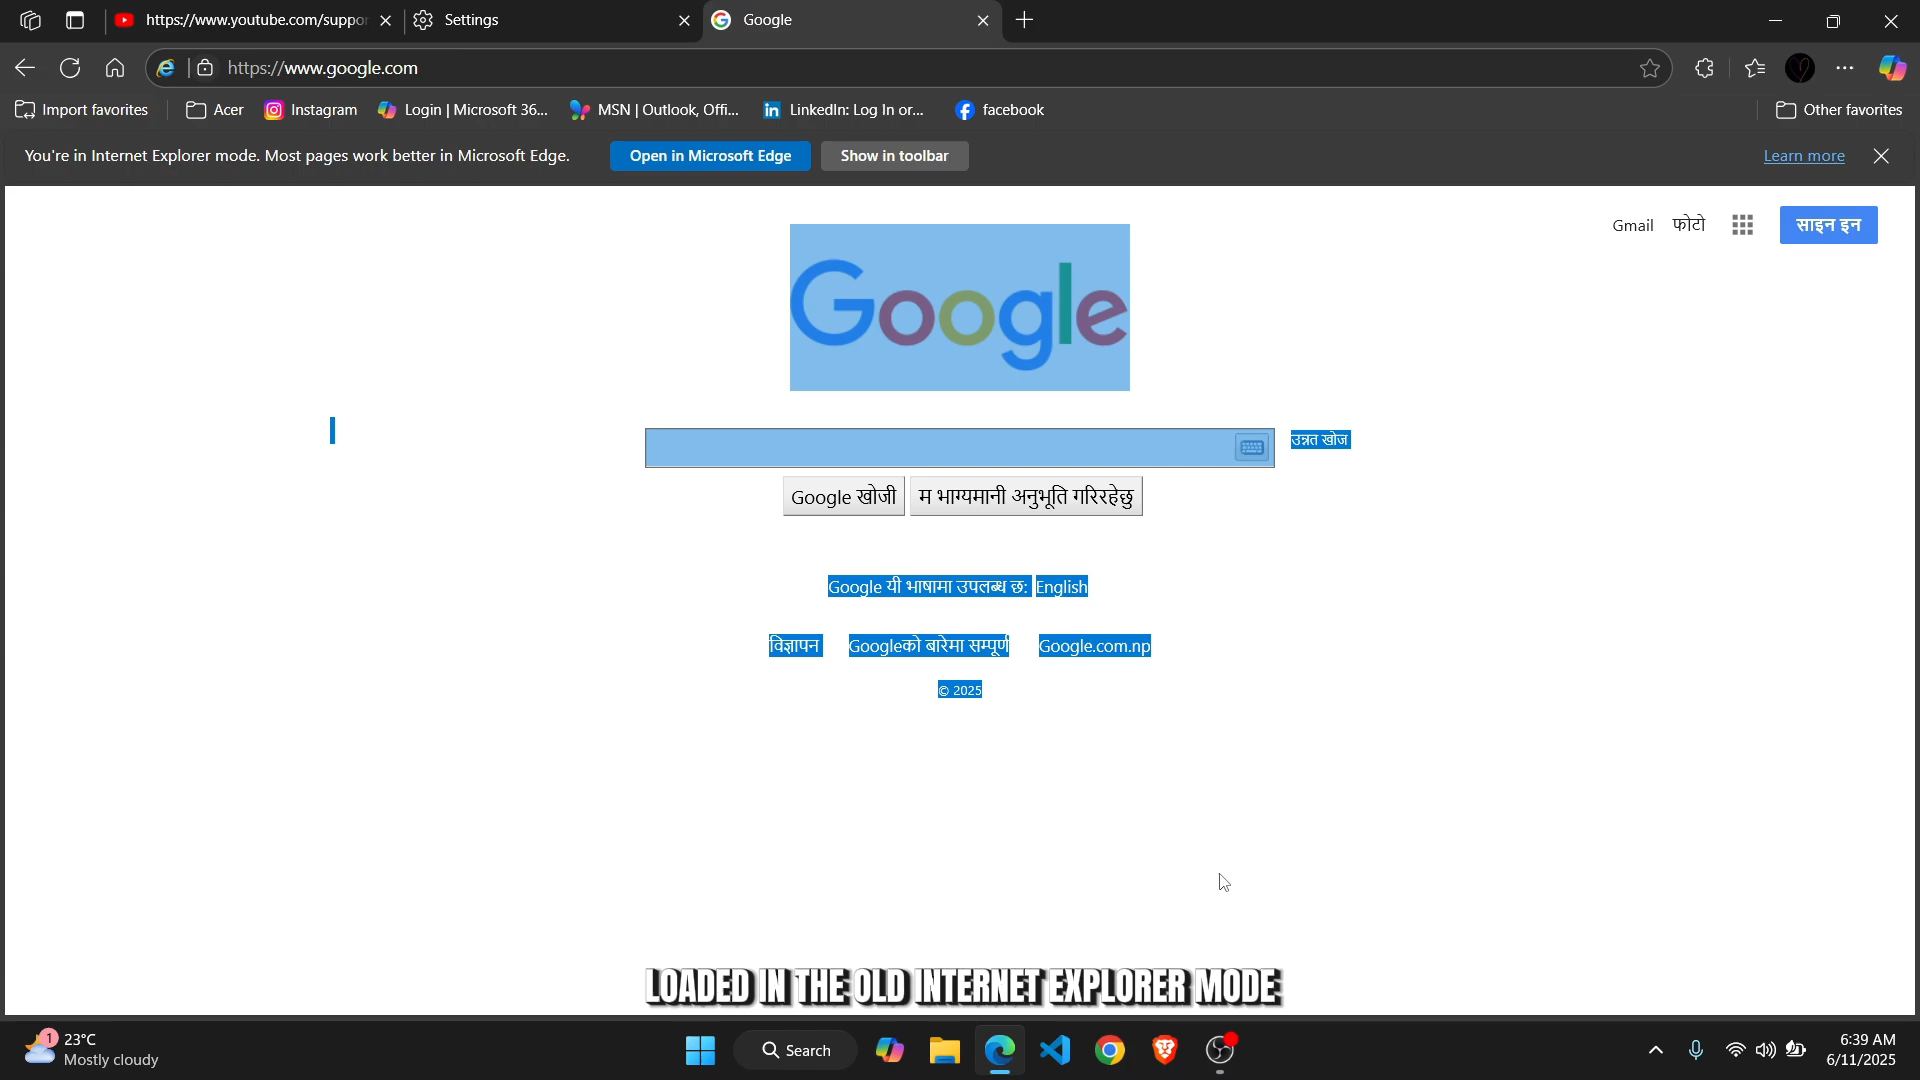 https://www.youtube.com/suppor
Settings
Google
https://www.google.com
Import favorites
Acer
Instagram
Login | Microsoft 36...
MSN | Outlook, Offi...
LinkedIn: Log In or...
facebook
Other favorites
You're in Internet Explorer mode. Most pages work better in Microsoft Edge.
Open in Microsoft Edge
Show in toolbar
Learn more
Gmail
फोटो
साइन इन
Google
उन्नत खोज
Google खोजी
म भाग्यमानी अनुभूति गरिरहेछु
Google यी भाषामा उपलब्ध छ: English
विज्ञापन
Googleको बारेमा सम्पूर्ण
Google.com.np
© 2025
LOADED IN THE OLD INTERNET EXPLORER MODE
1
23°C
Mostly cloudy
Search
6:39 AM
6/11/2025